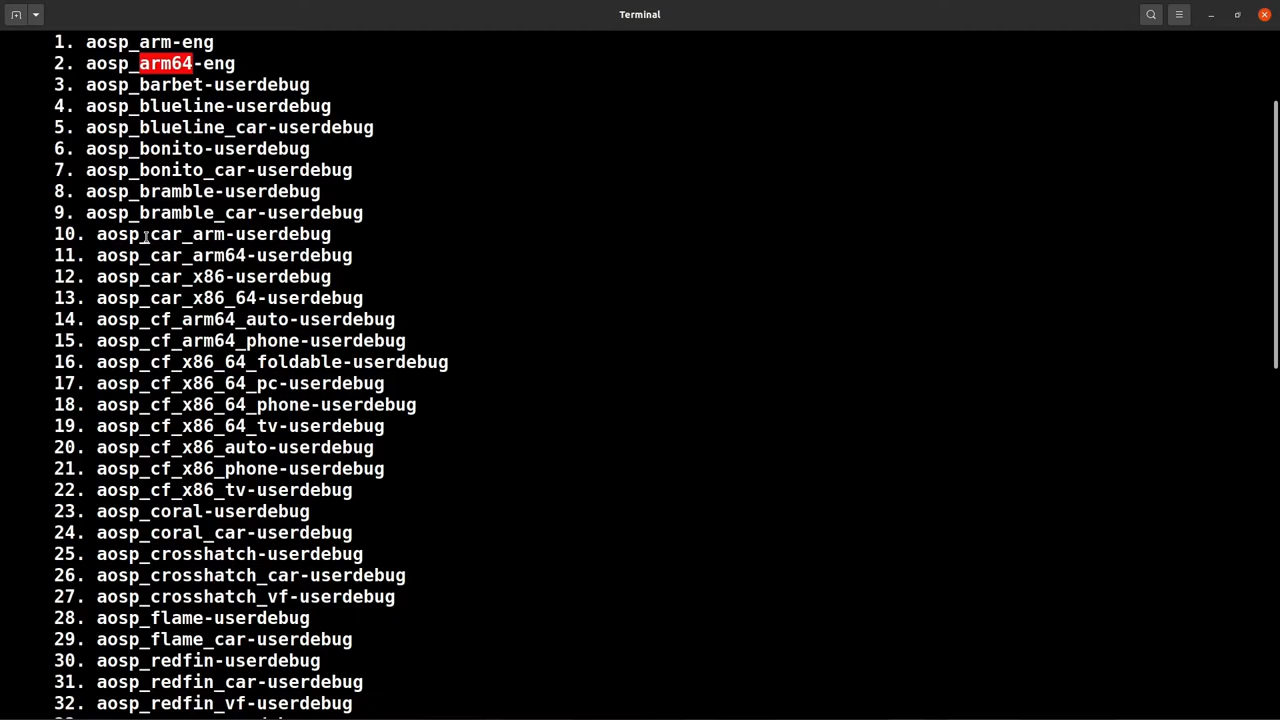 Terminal
1. aosp_arm-eng
2. aosp_arm64-eng
3. aosp_barbet-userdebug
4. aosp_blueline-userdebug
5. aosp_blueline_car-userdebug
6. aosp_bonito-userdebug
7. aosp_bonito_car-userdebug
8. aosp_bramble-userdebug
9. aosp_bramble_car-userdebug
10. aosp_car_arm-userdebug
11. aosp_car_arm64-userdebug
12. aosp_car_x86-userdebug
13. aosp_car_x86_64-userdebug
14. aosp_cf_arm64_auto-userdebug
15. aosp_cf_arm64_phone-userdebug
16. aosp_cf_x86_64_foldable-userdebug
17. aosp_cf_x86_64_pc-userdebug
18. aosp_cf_x86_64_phone-userdebug
19. aosp_cf_x86_64_tv-userdebug
20. aosp_cf_x86_auto-userdebug
21. aosp_cf_x86_phone-userdebug
22. aosp_cf_x86_tv-userdebug
23. aosp_coral-userdebug
24. aosp_coral_car-userdebug
25. aosp_crosshatch-userdebug
26. aosp_crosshatch_car-userdebug
27. aosp_crosshatch_vf-userdebug
28. aosp_flame-userdebug
29. aosp_flame_car-userdebug
30. aosp_redfin-userdebug
31. aosp_redfin_car-userdebug
32. aosp_redfin_vf-userdebug